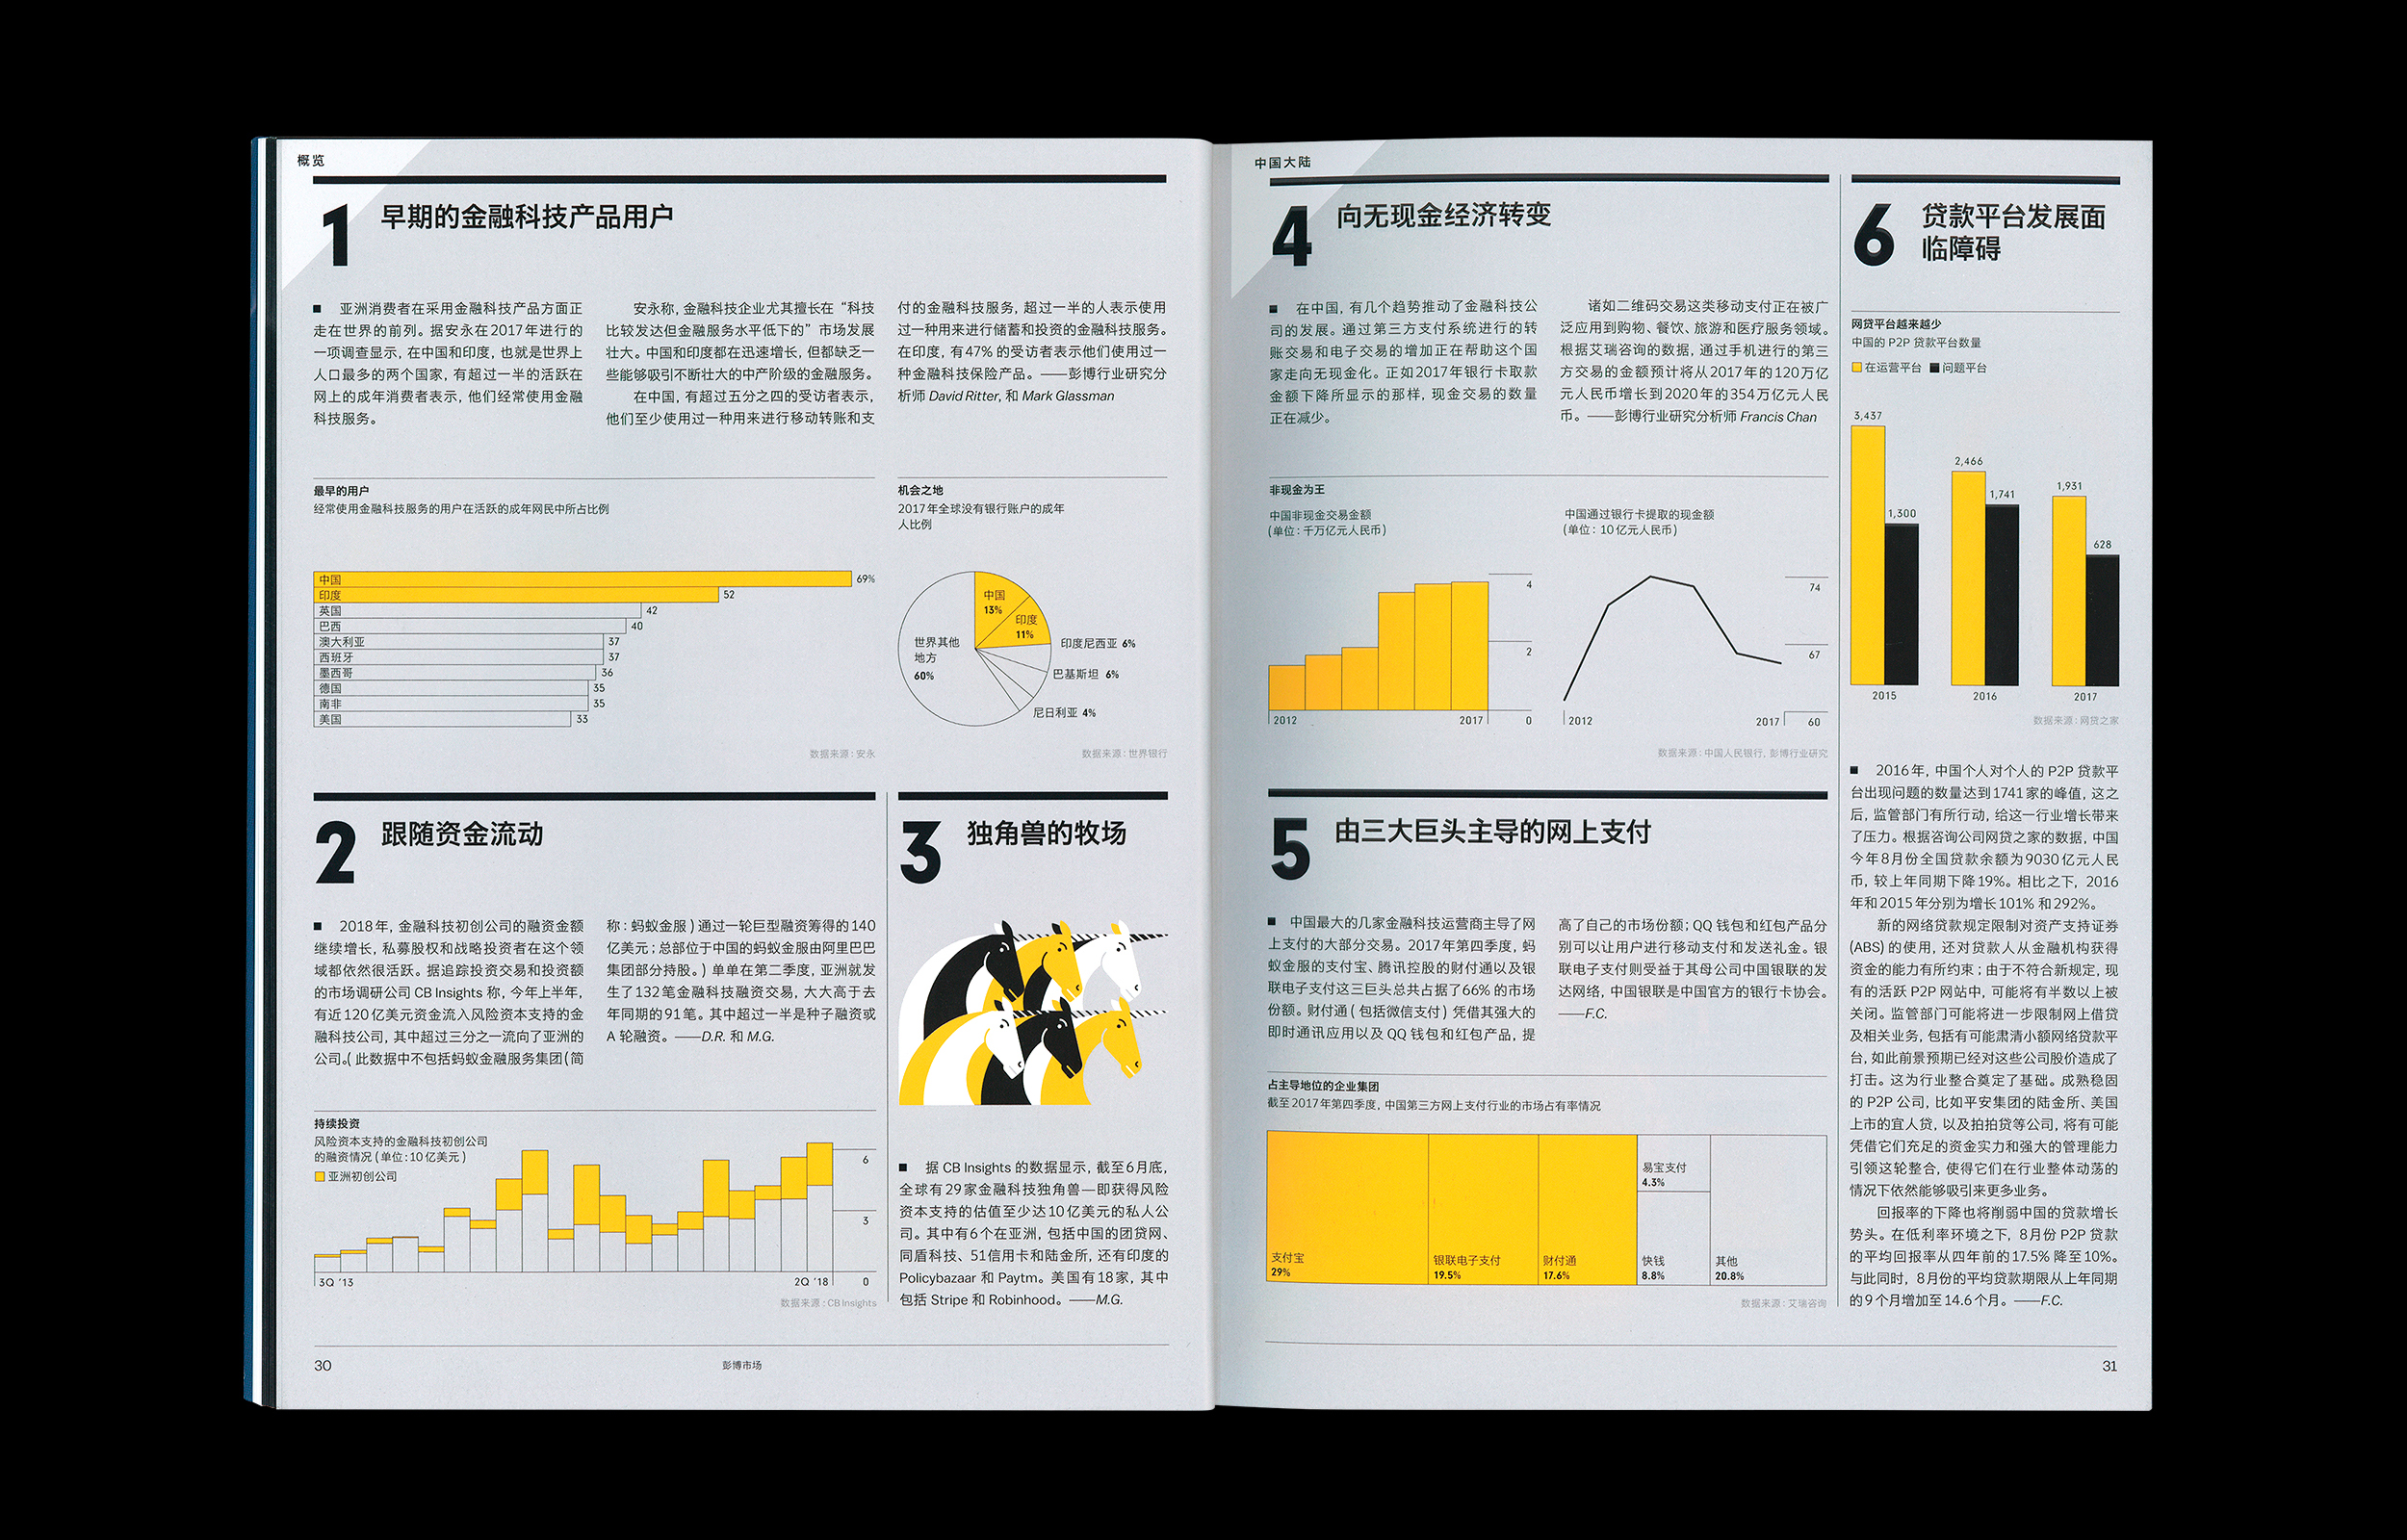 概览
1
早期的金融科技产品用户
■ 亚洲消费者在采用金融科技产品方面正
走在世界的前列。据安永在2017年进行的
一项调查显示, 在中国和印度, 也就是世界上
人口最多的两个国家, 有超过一半的活跃在
网上的成年消费者表示, 他们经常使用金融
科技服务。
安永称, 金融科技企业尤其擅长在“科技
比较发达但金融服务水平低下的”市场发展
壮大。中国和印度都在迅速增长, 但都缺乏一
些能够吸引不断壮大的中产阶级的金融服务。
在中国, 有超过五分之四的受访者表示,
他们至少使用过一种用来进行移动转账和支
付的金融科技服务, 超过一半的人表示使用
过一种用来进行储蓄和投资的金融科技服务。
在印度, 有47% 的受访者表示他们使用过一
种金融科技保险产品。——彭博行业研究分
析师 David Ritter, 和 Mark Glassman
最早的用户
经常使用金融科技服务的用户在活跃的成年网民中所占比例
中国 69%
印度 52
英国 42
巴西 40
澳大利亚 37
西班牙 37
墨西哥 36
德国 35
南非 35
美国 33
数据来源: 安永
机会之地
2017年全球没有银行账户的成年
人比例
中国
13%
印度
11%
印度尼西亚 6%
巴基斯坦 6%
尼日利亚 4%
世界其他
地方
60%
数据来源: 世界银行
2
跟随资金流动
■ 2018年, 金融科技初创公司的融资金额
继续增长, 私募股权和战略投资者在这个领
域都依然很活跃。据追踪投资交易和投资额
的市场调研公司 CB Insights 称, 今年上半年,
有近120亿美元资金流入风险资本支持的金
融科技公司, 其中超过三分之一流向了亚洲的
公司。( 此数据中不包括蚂蚁金融服务集团(简
称: 蚂蚁金服 ) 通过一轮巨型融资筹得的140
亿美元; 总部位于中国的蚂蚁金服由阿里巴巴
集团部分持股。) 单单在第二季度, 亚洲就发
生了132笔金融科技融资交易, 大大高于去
年同期的91笔。其中超过一半是种子融资或
A 轮融资。——D.R. 和 M.G.
持续投资
风险资本支持的金融科技初创公司
的融资情况 ( 单位: 10亿美元 )
亚洲初创公司
6
3
0
3Q ’13
2Q ’18
数据来源: CB Insights
3
独角兽的牧场
■ 据 CB Insights 的数据显示, 截至6月底,
全球有29家金融科技独角兽—即获得风险
资本支持的估值至少达10亿美元的私人公
司。其中有6个在亚洲, 包括中国的团贷网、
同盾科技、51信用卡和陆金所, 还有印度的
Policybazaar 和 Paytm。美国有18家, 其中
包括 Stripe 和 Robinhood。——M.G.
30
彭博市场
中国大陆
4
向无现金经济转变
■ 在中国, 有几个趋势推动了金融科技公
司的发展。通过第三方支付系统进行的转
账交易和电子交易的增加正在帮助这个国
家走向无现金化。正如2017年银行卡取款
金额下降所显示的那样, 现金交易的数量
正在减少。
诸如二维码交易这类移动支付正在被广
泛应用到购物、餐饮、旅游和医疗服务领域。
根据艾瑞咨询的数据, 通过手机进行的第三
方交易的金额预计将从2017年的120万亿
元人民币增长到2020年的354万亿元人民
币。——彭博行业研究分析师 Francis Chan
非现金为王
中国非现金交易金额
(单位: 千万亿元人民币)
4
2
0
2012
2017
中国通过银行卡提取的现金额
(单位: 10亿元人民币)
74
67
60
2012
2017
数据来源: 中国人民银行, 彭博行业研究
5
由三大巨头主导的网上支付
■ 中国最大的几家金融科技运营商主导了网
上支付的大部分交易。2017年第四季度, 蚂
蚁金服的支付宝、腾讯控股的财付通以及银
联电子支付这三巨头总共占据了66% 的市场
份额。财付通 ( 包括微信支付 ) 凭借其强大的
即时通讯应用以及 QQ 钱包和红包产品, 提
高了自己的市场份额; QQ 钱包和红包产品分
别可以让用户进行移动支付和发送礼金。银
联电子支付则受益于其母公司中国银联的发
达网络, 中国银联是中国官方的银行卡协会。
——F.C.
占主导地位的企业集团
截至2017年第四季度, 中国第三方网上支付行业的市场占有率情况
支付宝
29%
银联电子支付
19.5%
财付通
17.6%
易宝支付
4.3%
快钱
8.8%
其他
20.8%
数据来源: 艾瑞咨询
6
贷款平台发展面
临障碍
网贷平台越来越少
中国的 P2P 贷款平台数量
在运营平台 问题平台
3,437
1,300
2,466
1,741
1,931
628
2015
2016
2017
数据来源: 网贷之家
■ 2016年, 中国个人对个人的 P2P 贷款平
台出现问题的数量达到1741家的峰值, 这之
后, 监管部门有所行动, 给这一行业增长带来
了压力。根据咨询公司网贷之家的数据, 中国
今年8月份全国贷款余额为9030亿元人民
币, 较上年同期下降19%。相比之下, 2016
年和2015年分别为增长101% 和292%。
新的网络贷款规定限制对资产支持证券
(ABS) 的使用, 还对贷款人从金融机构获得
资金的能力有所约束; 由于不符合新规定, 现
有的活跃 P2P 网站中, 可能将有半数以上被
关闭。监管部门可能将进一步限制网上借贷
及相关业务, 包括有可能肃清小额网络贷款平
台, 如此前景预期已经对这些公司股价造成了
打击。这为行业整合奠定了基础。成熟稳固
的 P2P 公司, 比如平安集团的陆金所、美国
上市的宜人贷, 以及拍拍贷等公司, 将有可能
凭借它们充足的资金实力和强大的管理能力
引领这轮整合, 使得它们在行业整体动荡的
情况下依然能够吸引来更多业务。
回报率的下降也将削弱中国的贷款增长
势头。在低利率环境之下, 8月份 P2P 贷款
的平均回报率从四年前的17.5% 降至10%。
与此同时, 8月份的平均贷款期限从上年同期
的9个月增加至14.6个月。——F.C.
31